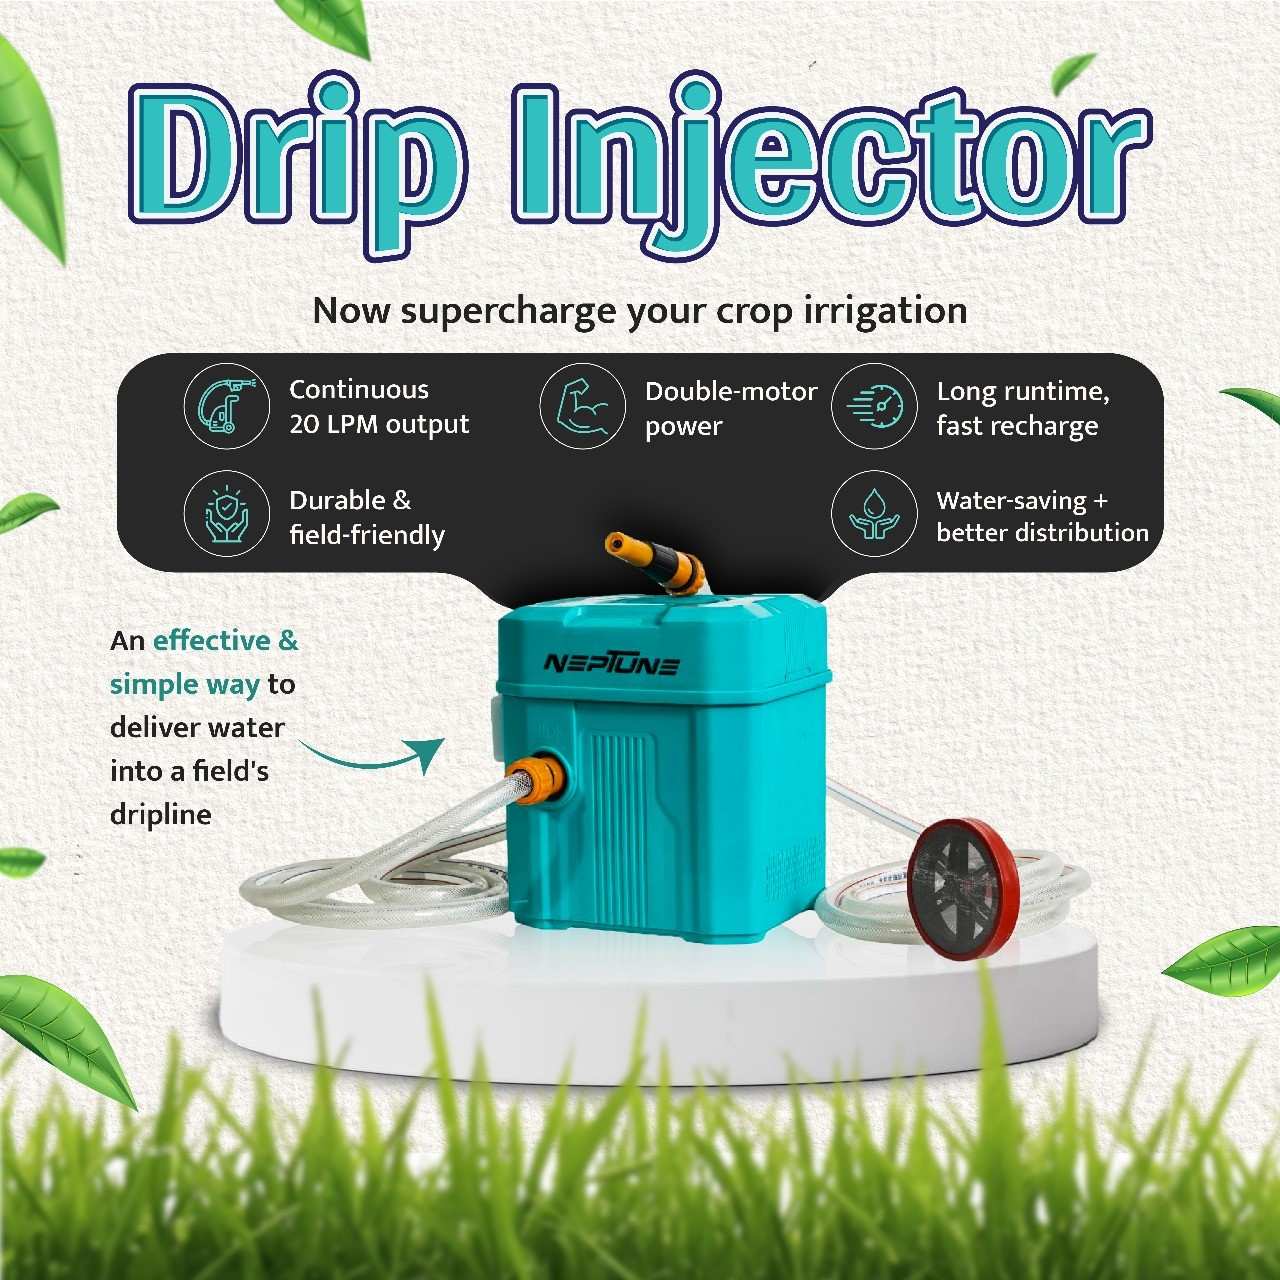 Drip Injector
Now supercharge your crop irrigation
Continuous
20 LPM output
Double-motor
power
Long runtime,
fast recharge
Durable &
field-friendly
Water-saving +
better distribution
An effective &
simple way to
deliver water
into a field's
dripline
NEPTUNE